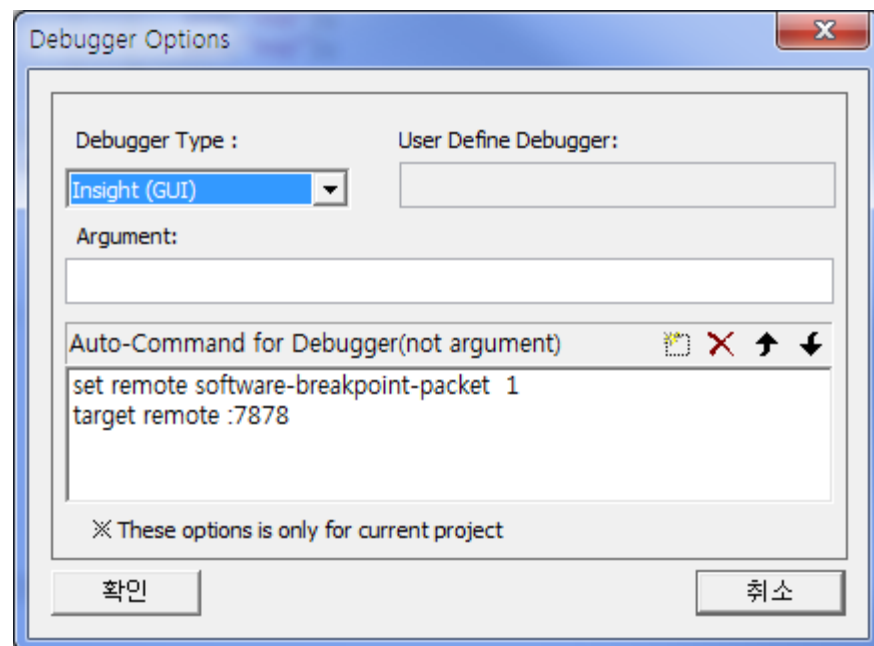 Debugger Options
Debugger Type :
User Define Debugger:
Insight (GUI)
Argument:
Auto-Command for Debugger(not argument)
set remote software-breakpoint-packet  1
target remote :7878
※ These options is only for current project
확인
취소